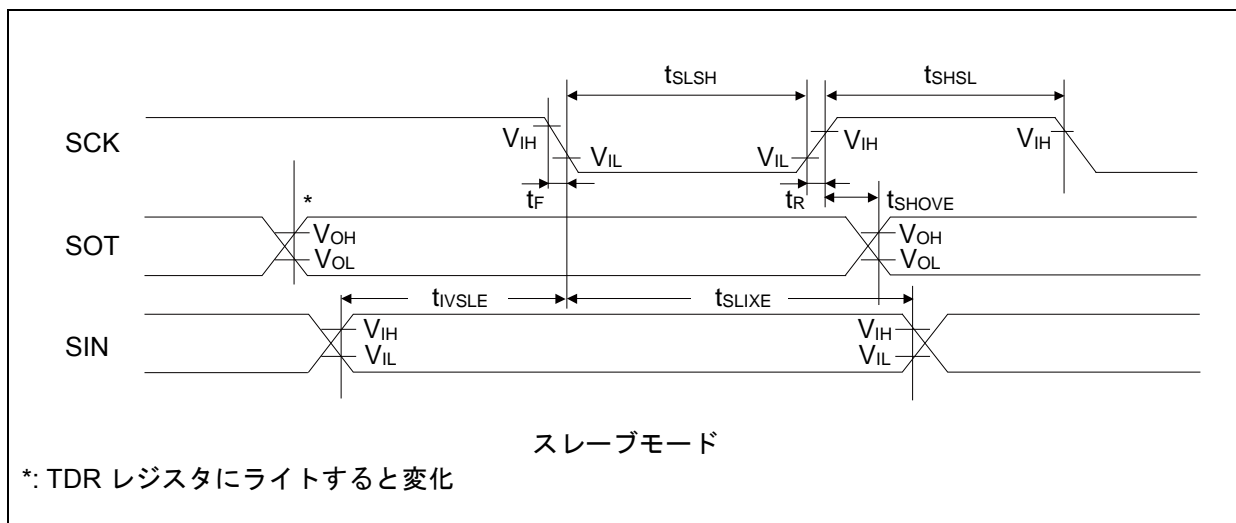 tSLSH tSHSL
SCK VIH VIL VIL VIH VIH
tF tR tSHOVE
*
SOT VOH VOH
VOL VOL
tIVSLE tSLIXE
SIN VIH VIH
VIL VIL
スレーブモード
*: TDR レジスタにライトすると変化